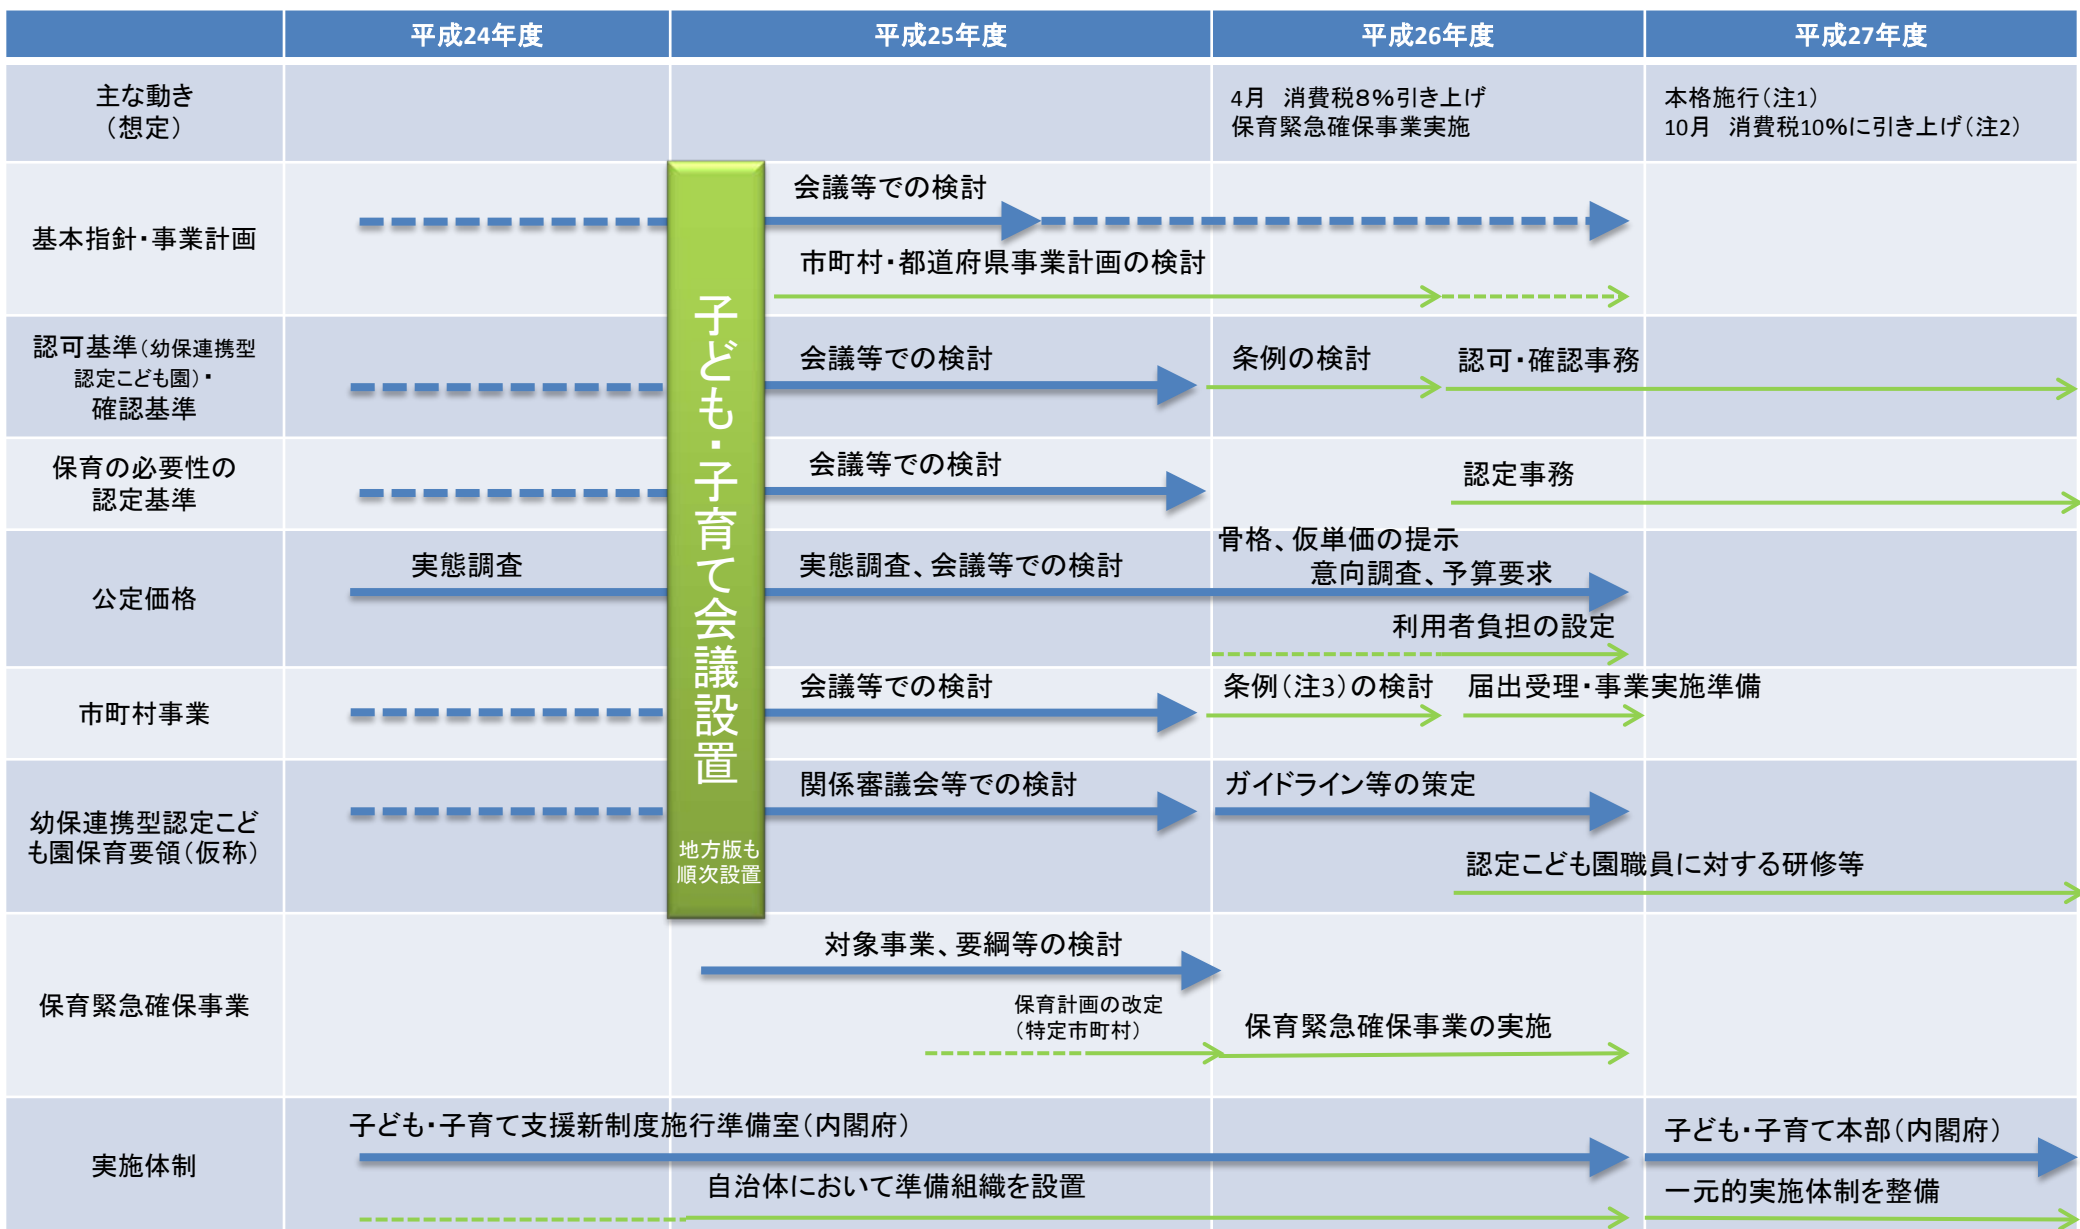 平成24年度
平成25年度
平成26年度
平成27年度
主な動き
（想定）
4月　消費税８％引き上げ
保育緊急確保事業実施
本格施行（注1）
10月　消費税10％に引き上げ（注2）
子ども・子育て会議設置
地方版も
順次設置
基本指針・事業計画
会議等での検討
市町村・都道府県事業計画の検討
認可基準（幼保連携型
認定こども園）・
確認基準
会議等での検討
条例の検討
認可・確認事務
保育の必要性の
認定基準
会議等での検討
認定事務
公定価格
実態調査
実態調査、会議等での検討
骨格、仮単価の提示
意向調査、予算要求
利用者負担の設定
市町村事業
会議等での検討
条例（注3）の検討
届出受理・事業実施準備
幼保連携型認定こど
も園保育要領（仮称）
関係審議会等での検討
ガイドライン等の策定
認定こども園職員に対する研修等
保育緊急確保事業
対象事業、要綱等の検討
保育計画の改定
（特定市町村）
保育緊急確保事業の実施
実施体制
子ども・子育て支援新制度施行準備室（内閣府）
子ども・子育て本部（内閣府）
自治体において準備組織を設置
一元的実施体制を整備